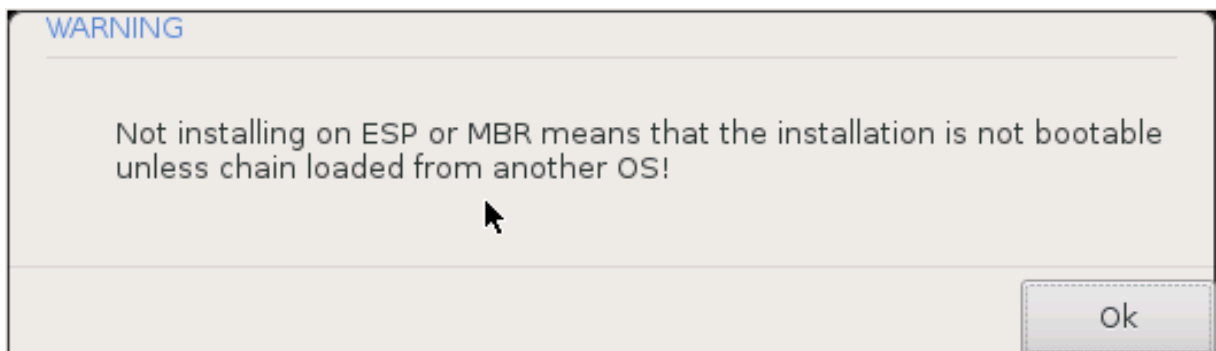 WARNING
Not installing on ESP or MBR means that the installation is not bootable
unless chain loaded from another OS!
Ok